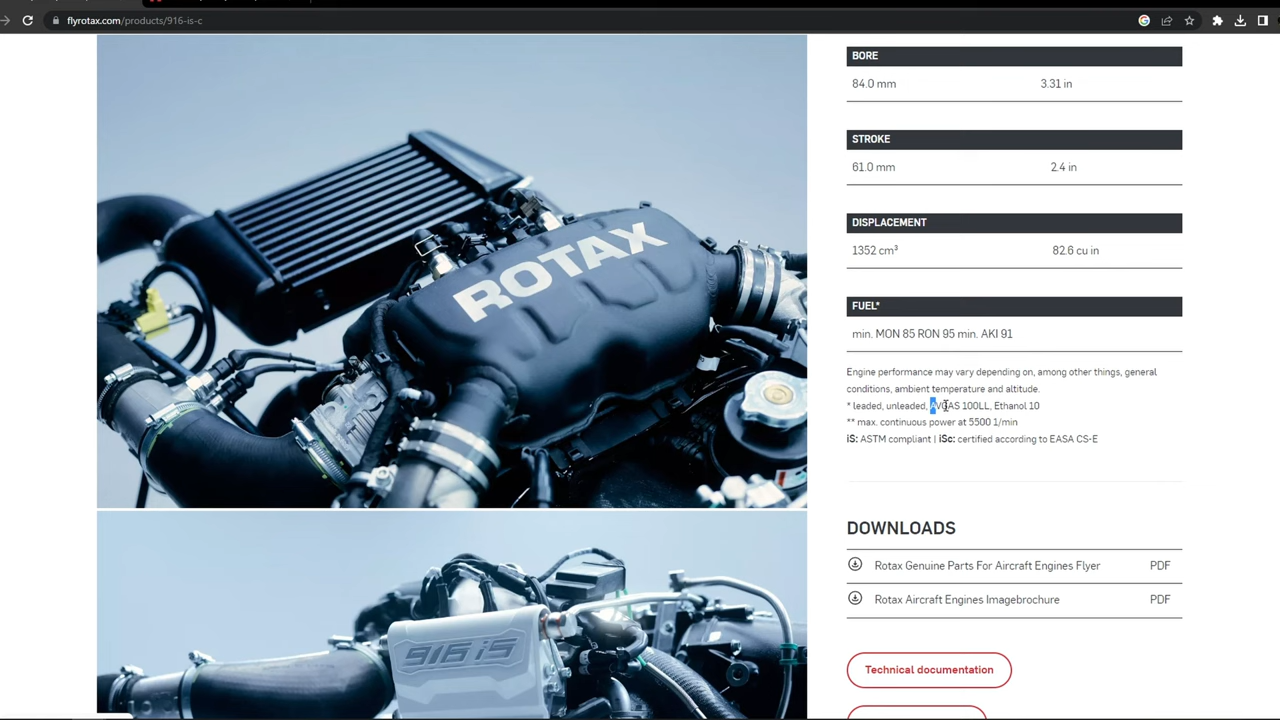 flyrotax.com/products/916-is-c
ROTAX
916 iS
BORE
84.0 mm 3.31 in
STROKE
61.0 mm 2.4 in
DISPLACEMENT
1352 cm³ 82.6 cu in
FUEL*
min. MON 85 RON 95 min. AKI 91
Engine performance may vary depending on, among other things, general
conditions, ambient temperature and altitude.
* leaded, unleaded, AVGAS 100LL, Ethanol 10
** max. continuous power at 5500 1/min
iS: ASTM compliant | iSc: certified according to EASA CS-E
DOWNLOADS
Rotax Genuine Parts For Aircraft Engines Flyer PDF
Rotax Aircraft Engines Imagebrochure PDF
Technical documentation